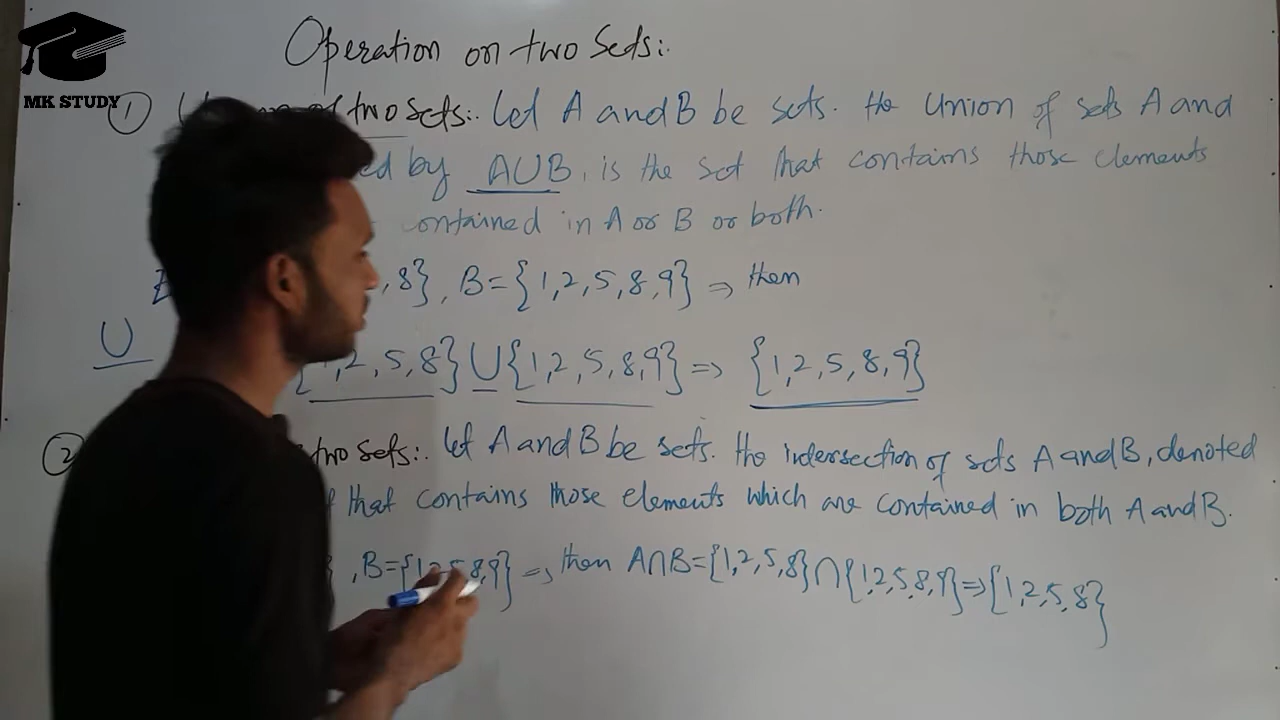 MK STUDY
Operation on two Sets:
① two Sets:. Let A and B be sets. the Union of sets A and
ed by A∪B, is the set that contains those elements
ontained in A or B or both.
,8}, B={1,2,5,8,9} ⇒ then
∪
,2,5,8} ∪ {1,2,5,8,9} ⇒ {1,2,5,8,9}
② two sets:. Let A and B be sets. the intersection of sets A and B, denoted
that contains those elements which are contained in both A and B.
}, B={1,2,5,8,9} ⇒ then A∩B={1,2,5,8}∩{1,2,5,8,9}⇒{1,2,5,8}